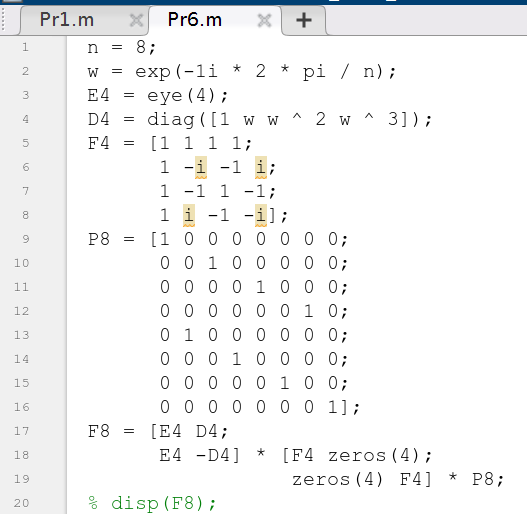 Pr1.m
Pr6.m
1 n = 8;
2 w = exp(-1i * 2 * pi / n);
3 E4 = eye(4);
4 D4 = diag([1 w w ^ 2 w ^ 3]);
5 F4 = [1 1 1 1;
6 1 -i -1 i;
7 1 -1 1 -1;
8 1 i -1 -i];
9 P8 = [1 0 0 0 0 0 0 0;
10 0 0 1 0 0 0 0 0;
11 0 0 0 0 1 0 0 0;
12 0 0 0 0 0 0 1 0;
13 0 1 0 0 0 0 0 0;
14 0 0 0 1 0 0 0 0;
15 0 0 0 0 0 1 0 0;
16 0 0 0 0 0 0 0 1];
17 F8 = [E4 D4;
18 E4 -D4] * [F4 zeros(4);
19 zeros(4) F4] * P8;
20 % disp(F8);